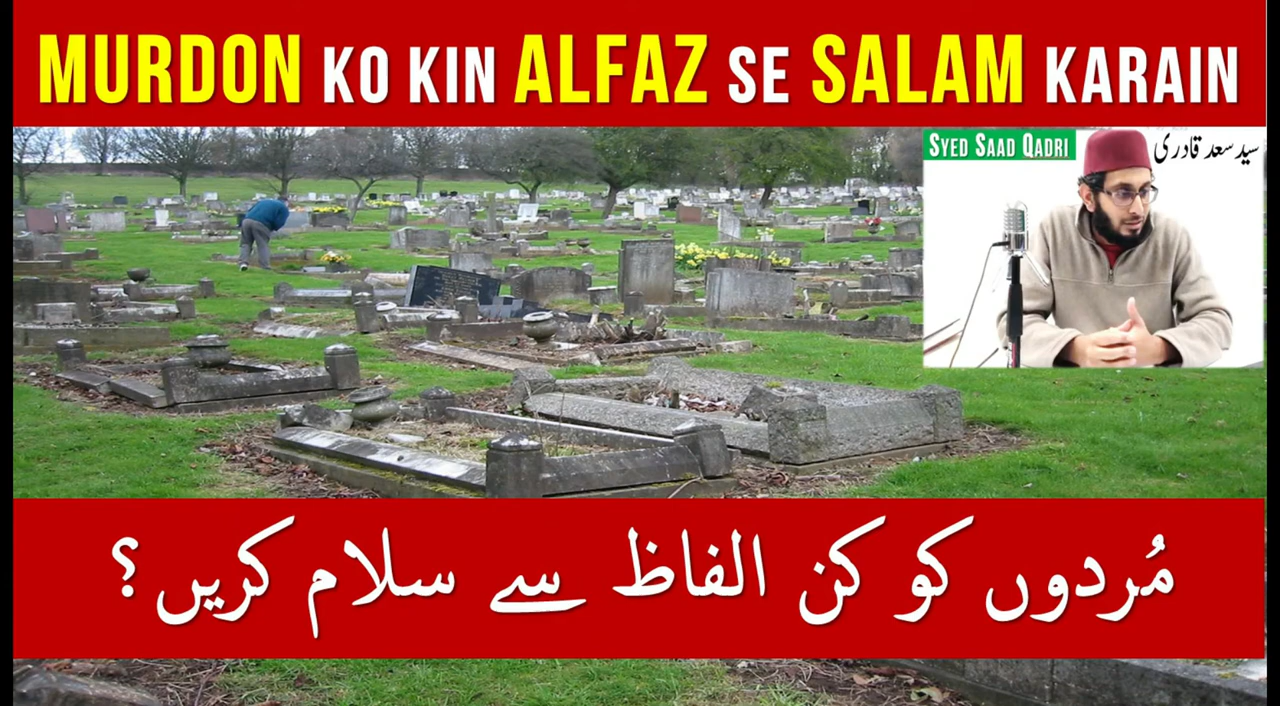 MURDON KO KIN ALFAZ SE SALAM KARAIN
SYED SAAD QADRI
سید سعد قادری
مُردوں کو کن الفاظ سے سلام کریں؟